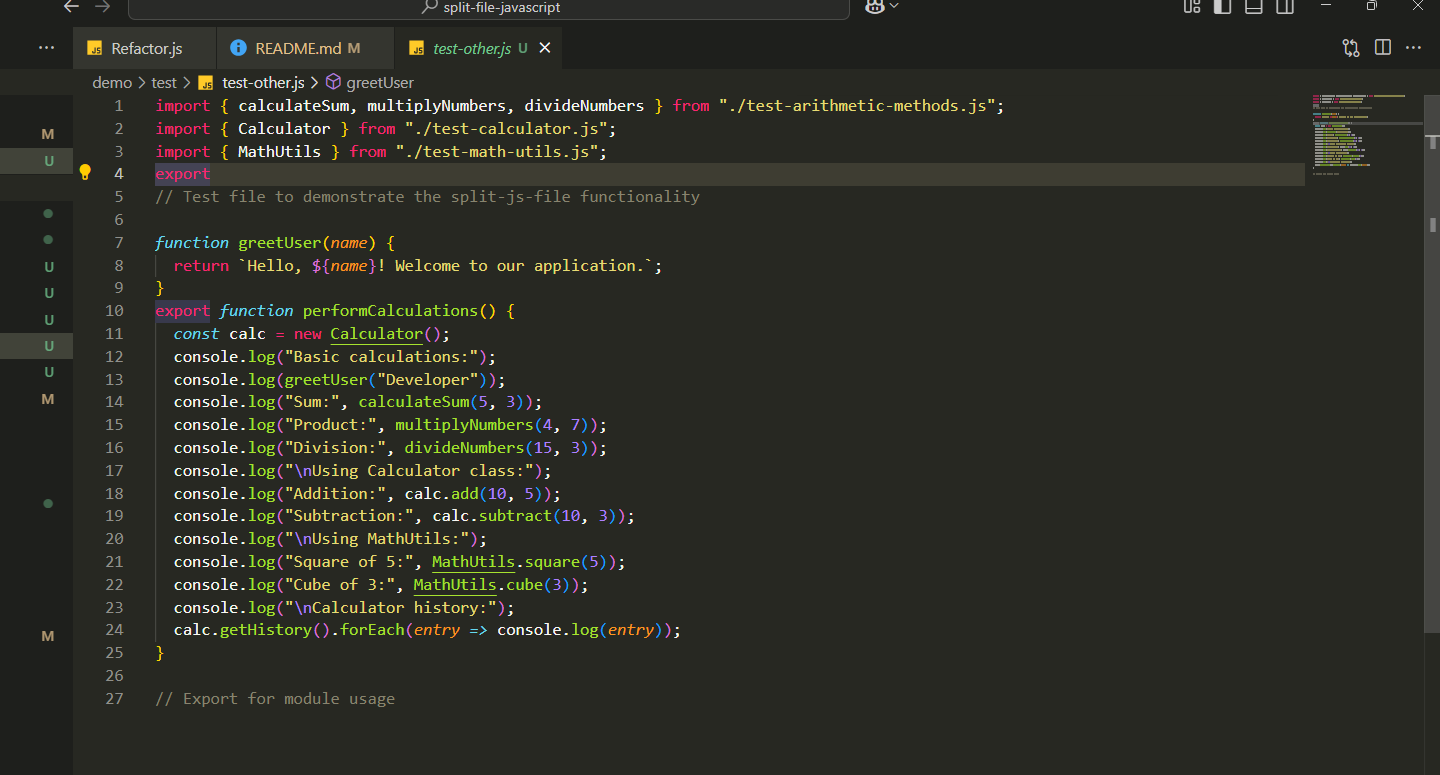 split-file-javascript
··· JS Refactor.js README.md M JS test-other.js U
demo > test > JS test-other.js > greetUser
1 import { calculateSum, multiplyNumbers, divideNumbers } from "./test-arithmetic-methods.js";
2 import { Calculator } from "./test-calculator.js";
3 import { MathUtils } from "./test-math-utils.js";
4 export
5 // Test file to demonstrate the split-js-file functionality
6
7 function greetUser(name) {
8   return `Hello, ${name}! Welcome to our application.`;
9 }
10 export function performCalculations() {
11   const calc = new Calculator();
12   console.log("Basic calculations:");
13   console.log(greetUser("Developer"));
14   console.log("Sum:", calculateSum(5, 3));
15   console.log("Product:", multiplyNumbers(4, 7));
16   console.log("Division:", divideNumbers(15, 3));
17   console.log("\nUsing Calculator class:");
18   console.log("Addition:", calc.add(10, 5));
19   console.log("Subtraction:", calc.subtract(10, 3));
20   console.log("\nUsing MathUtils:");
21   console.log("Square of 5:", MathUtils.square(5));
22   console.log("Cube of 3:", MathUtils.cube(3));
23   console.log("\nCalculator history:");
24   calc.getHistory().forEach(entry => console.log(entry));
25 }
26
27 // Export for module usage
M
U
U
U
U
U
U
M
M